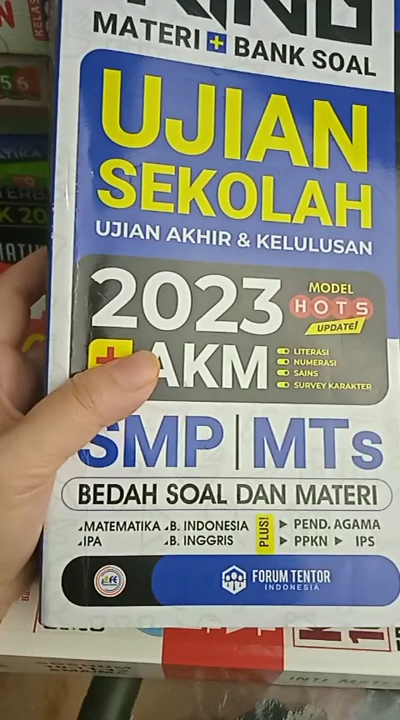 KING
MATERI + BANK SOAL
UJIAN
SEKOLAH
UJIAN AKHIR & KELULUSAN
2023
MODEL
HOTS
UPDATE!
+AKM
LITERASI
NUMERASI
SAINS
SURVEY KARAKTER
SMP | MTs
BEDAH SOAL DAN MATERI
MATEMATIKA B. INDONESIA
IPA B. INGGRIS
PLUS!
PEND. AGAMA
PPKN IPS
FORUM TENTOR
INDONESIA